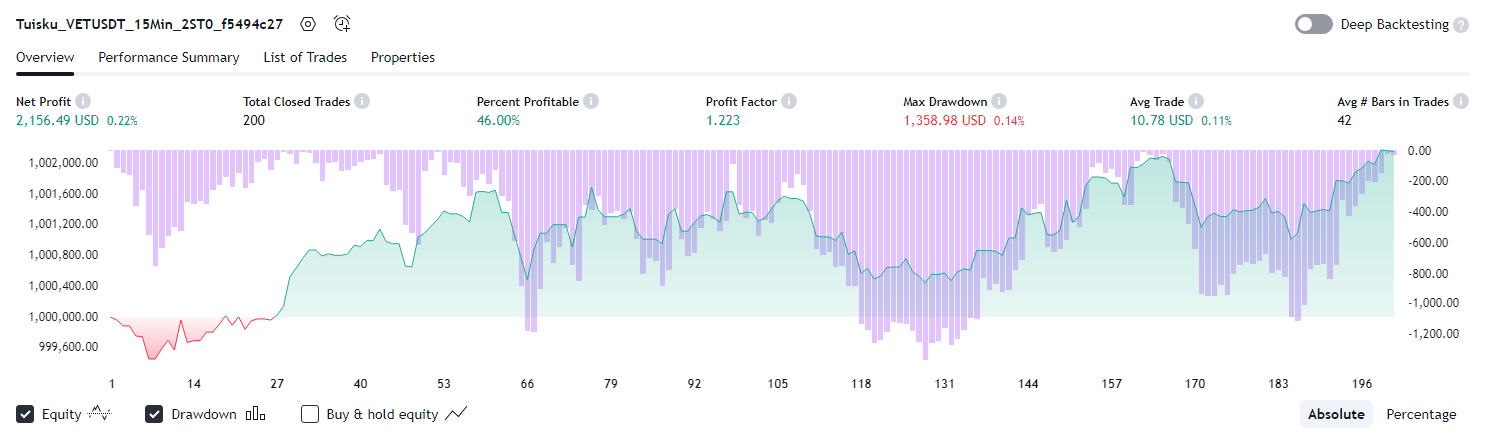 Tuisku_VETUSDT_15Min_2ST0_f5494c27 Deep Backtesting ?
Overview Performance Summary List of Trades Properties
Net Profit Total Closed Trades Percent Profitable Profit Factor Max Drawdown Avg Trade Avg # Bars in Trades
2,156.49 USD 0.22% 200 46.00% 1.223 1,358.98 USD 0.14% 10.78 USD 0.11% 42
1,002,000.00 0.00
1,001,600.00 -200.00
1,001,200.00 -400.00
1,000,800.00 -600.00
1,000,400.00 -800.00
1,000,000.00 -1,000.00
999,600.00 -1,200.00
1 14 27 40 53 66 79 92 105 118 131 144 157 170 183 196
Equity Drawdown Buy & hold equity Absolute Percentage